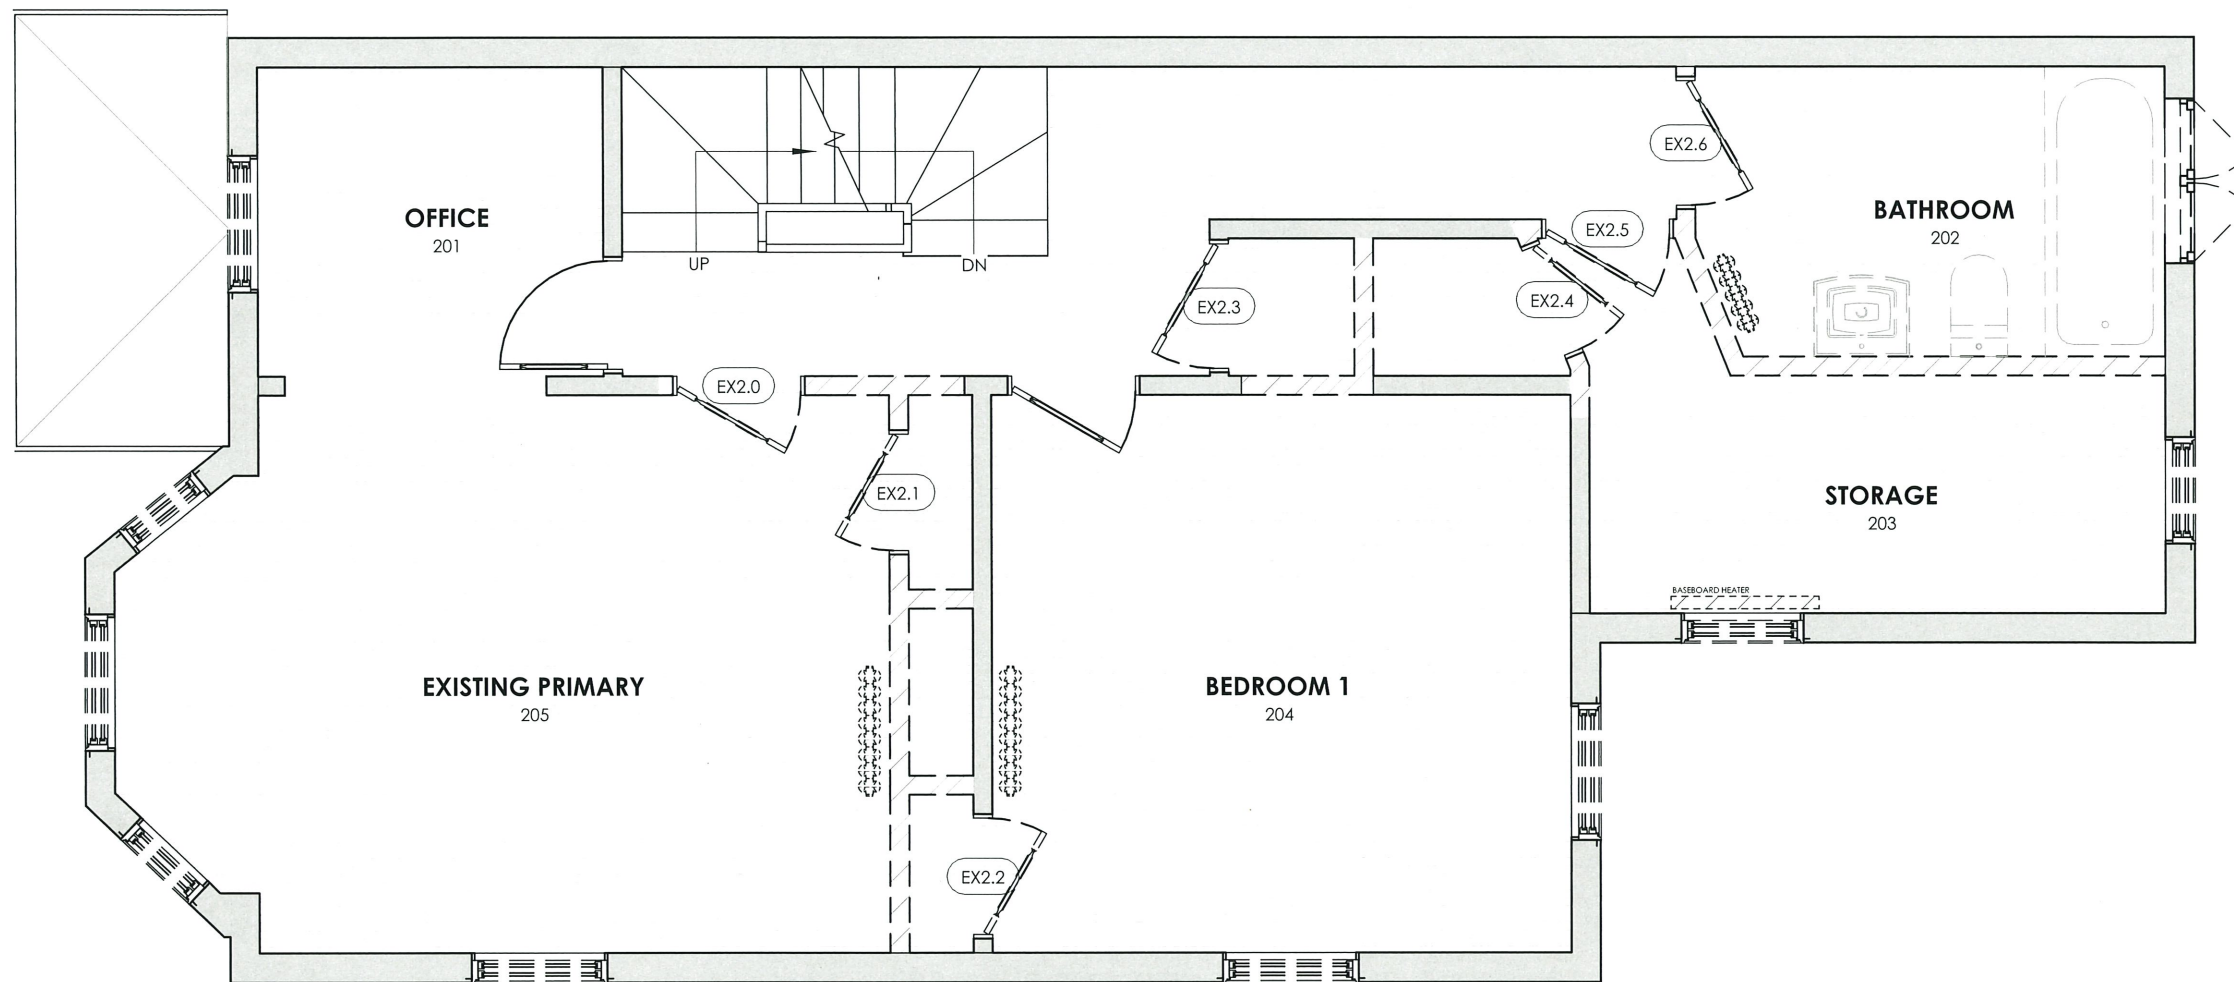 EX2.6
OFFICE
201
BATHROOM
202
EX2.5
UP
DN
EX2.3
EX2.4
EX2.0
EX2.1
STORAGE
203
BASEBOARD HEATER
EXISTING PRIMARY
205
BEDROOM 1
204
EX2.2